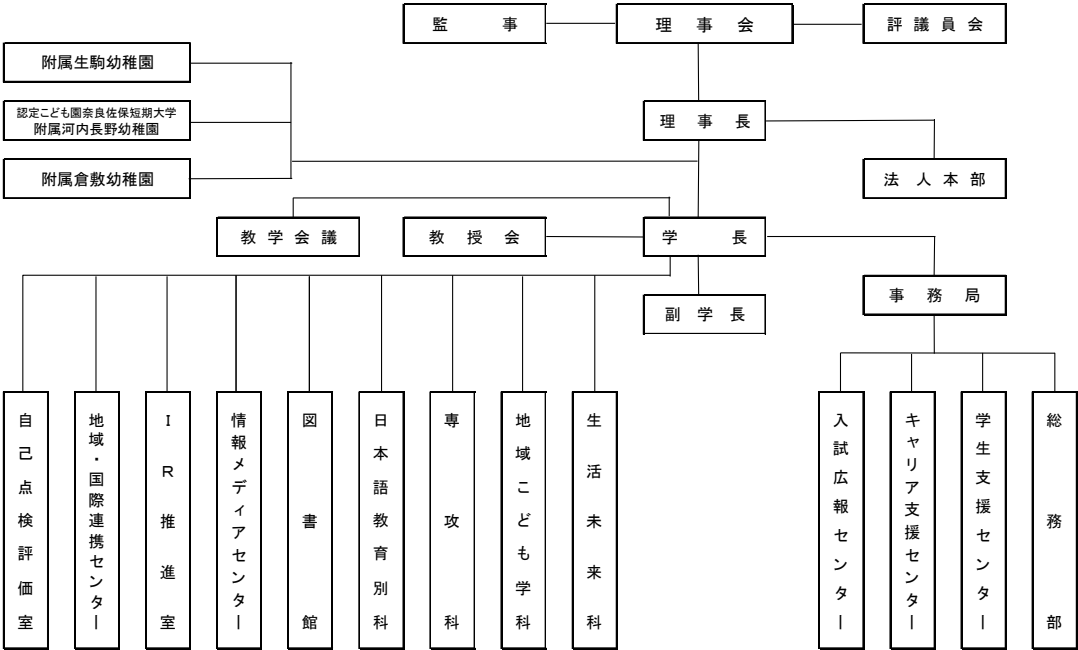 監事
理事会
評議員会
附属生駒幼稚園
認定こども園奈良佐保短期大学
附属河内長野幼稚園
附属倉敷幼稚園
理事長
法人本部
教学会議
教授会
学長
副学長
事務局
自己点検評価室
地域・国際連携センター
IR推進室
情報メディアセンター
図書館
日本語教育別科
専攻科
地域こども学科
生活未来科
入試広報センター
キャリア支援センター
学生支援センター
総務部